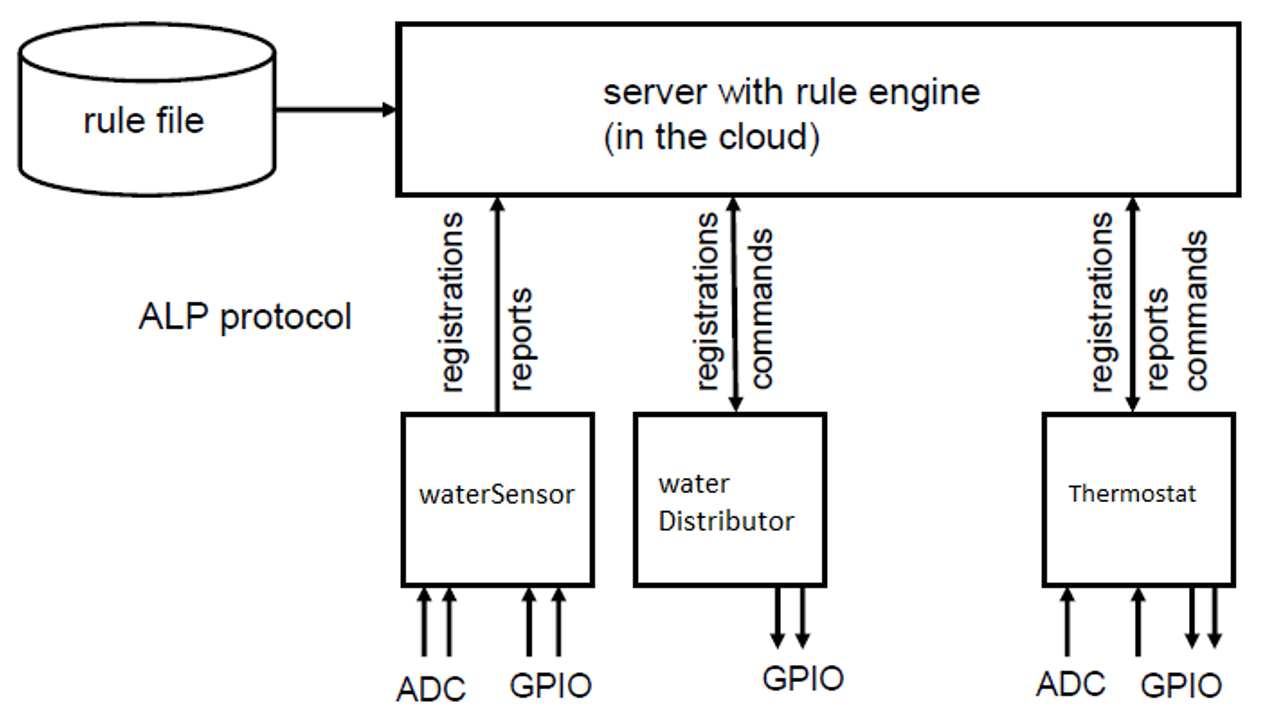 rule file
server with rule engine
(in the cloud)
ALP protocol
registrations
reports
registrations
commands
registrations
reports
commands
waterSensor
water
Distributor
Thermostat
ADC
GPIO
GPIO
ADC
GPIO